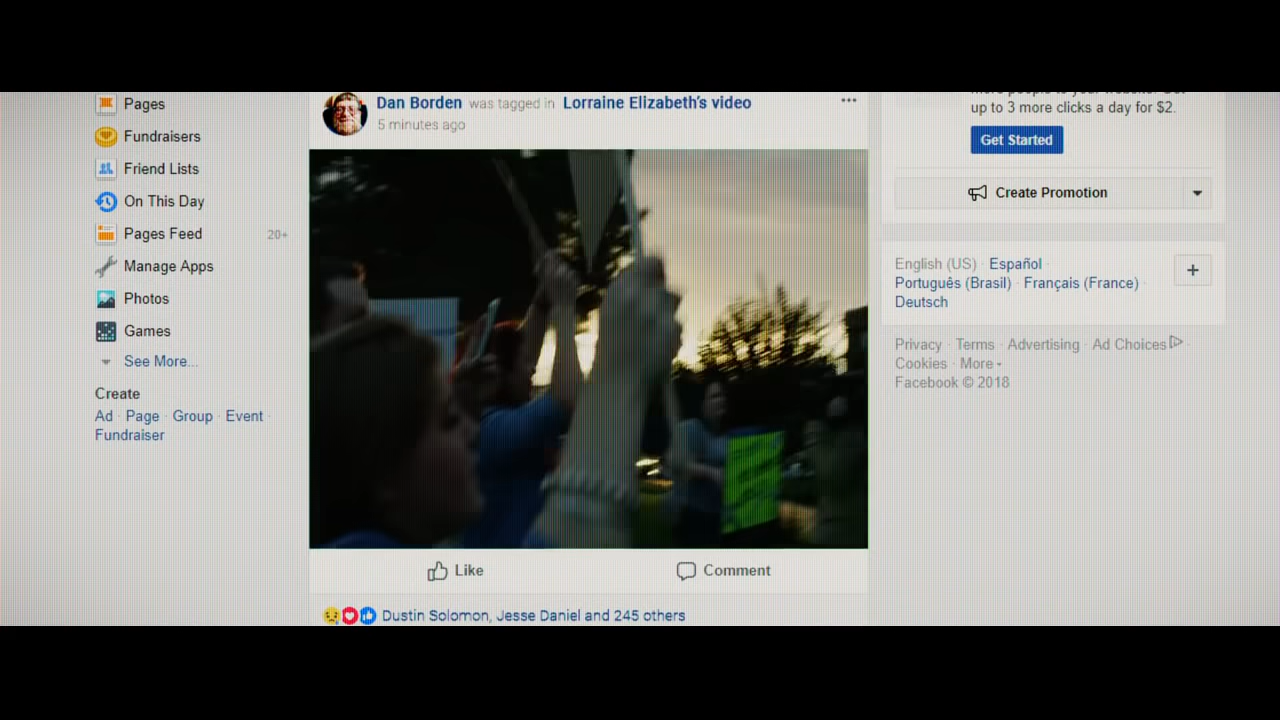 Pages
Fundraisers
Friend Lists
On This Day
Pages Feed 20+
Manage Apps
Photos
Games
See More...
Create
Ad · Page · Group · Event ·
Fundraiser
Dan Borden was tagged in Lorraine Elizabeth's video
5 minutes ago
Like
Comment
Dustin Solomon, Jesse Daniel and 245 others
up to 3 more clicks a day for $2.
Get Started
Create Promotion
English (US) · Español ·
Português (Brasil) · Français (France) ·
Deutsch
Privacy · Terms · Advertising · Ad Choices ·
Cookies · More
Facebook © 2018